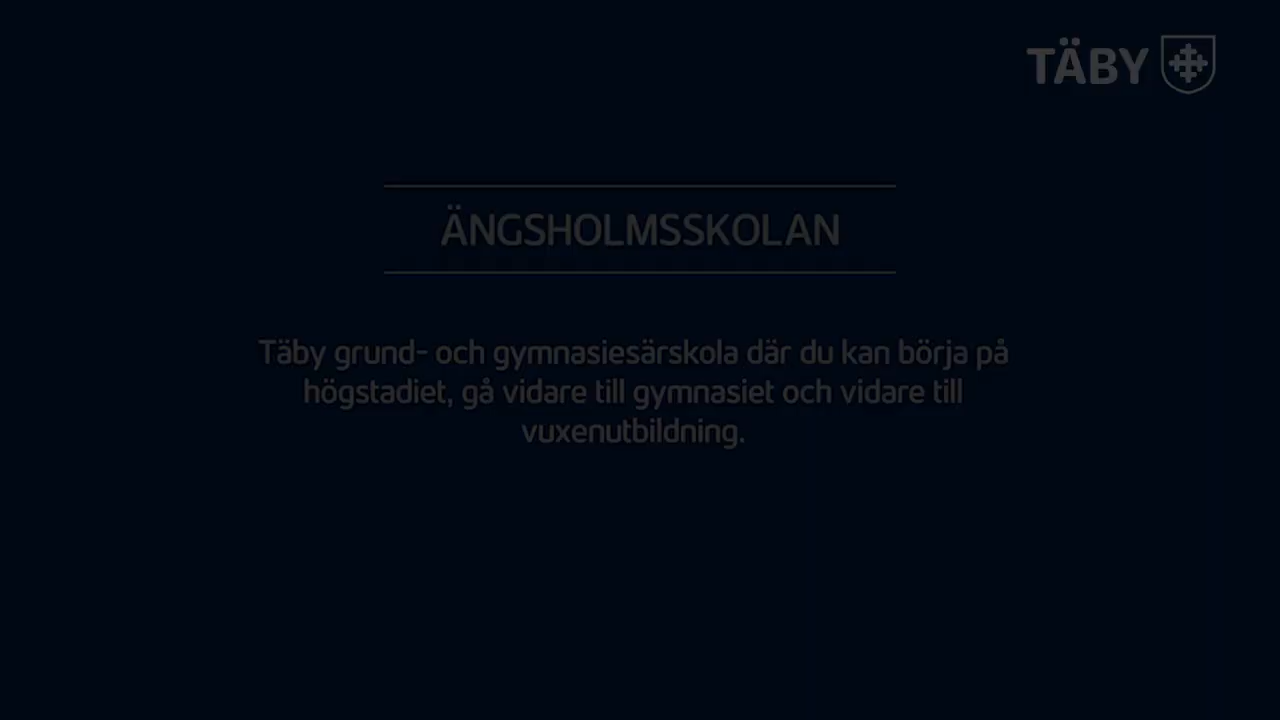 TÄBY
ÄNGSHOLMSSKOLAN
Täby grund- och gymnasiesärskola där du kan börja på
högstadiet, gå vidare till gymnasiet och vidare till
vuxenutbildning.